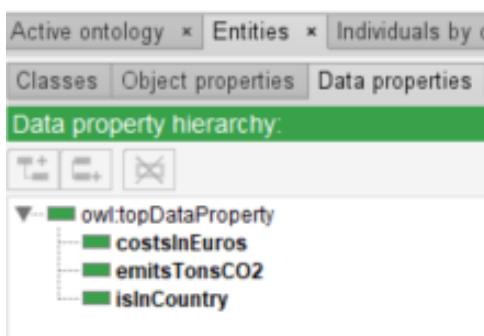 Active ontology × Entities × Individuals by
Classes Object properties Data properties
Data property hierarchy:
owl:topDataProperty
costsInEuros
emitsTonsCO2
isInCountry